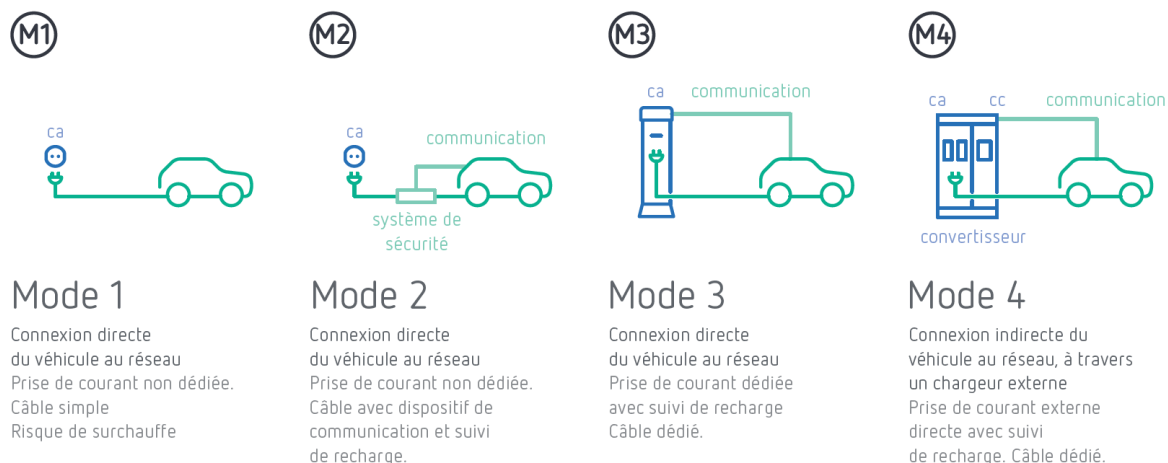 M1
ca
Mode 1
Connexion directe
du véhicule au réseau
Prise de courant non dédiée.
Câble simple
Risque de surchauffe
M2
ca
communication
système de
sécurité
Mode 2
Connexion directe
du véhicule au réseau
Prise de courant non dédiée.
Câble avec dispositif de
communication et suivi
de recharge.
M3
ca
communication
Mode 3
Connexion directe
du véhicule au réseau
Prise de courant dédiée
avec suivi de recharge
Câble dédié.
M4
ca
cc
communication
convertisseur
Mode 4
Connexion indirecte du
véhicule au réseau, à travers
un chargeur externe
Prise de courant externe
directe avec suivi
de recharge. Câble dédié.